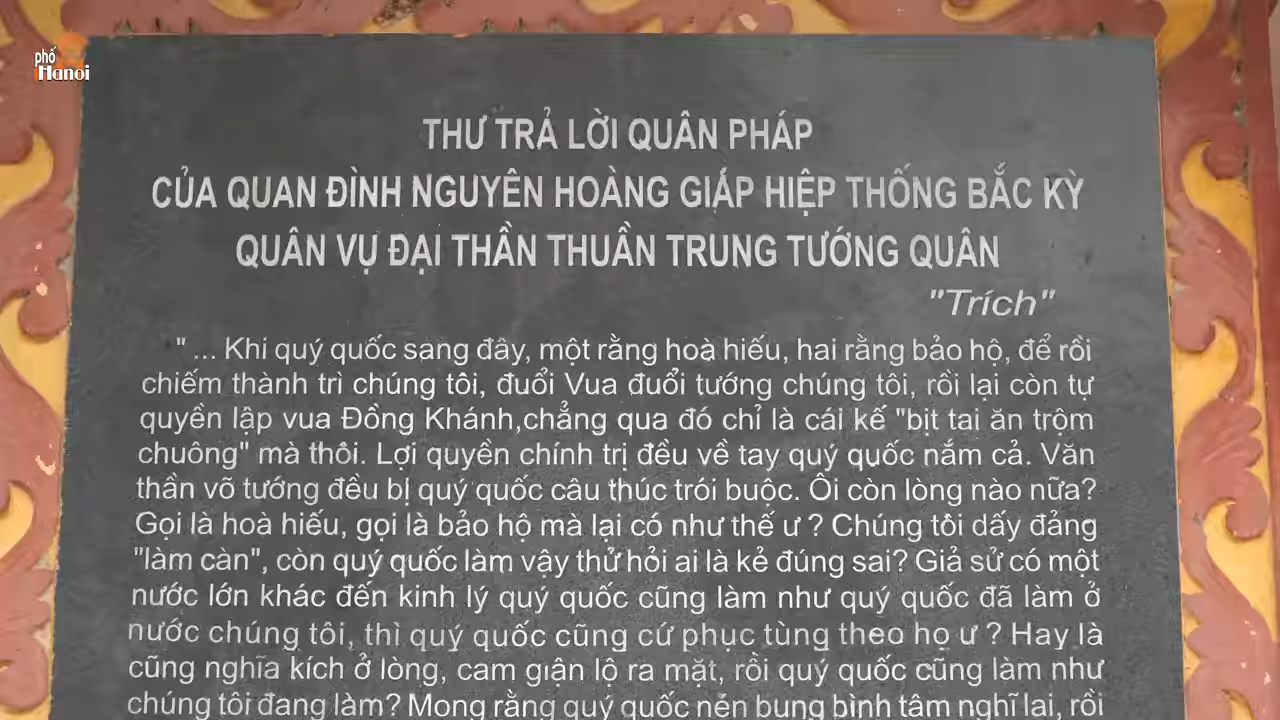 phố
Hanoi
THƯ TRẢ LỜI QUÂN PHÁP
CỦA QUAN ĐÌNH NGUYÊN HOÀNG GIÁP HIỆP THỐNG BẮC KỲ
QUÂN VỤ ĐẠI THẦN THUẦN TRUNG TƯỚNG QUÂN
"Trích"
" ... Khi quý quốc sang đây, một rằng hoà hiếu, hai rằng bảo hộ, để rồi
chiếm thành trì chúng tôi, đuổi Vua đuổi tướng chúng tôi, rồi lại còn tự
quyền lập vua Đồng Khánh,chẳng qua đó chỉ là cái kế "bịt tai ăn trộm
chuông" mà thôi. Lợi quyền chính trị đều về tay quý quốc nắm cả. Văn
thần võ tướng đều bị quý quốc câu thúc trói buộc. Ôi còn lòng nào nữa?
Gọi là hoà hiếu, gọi là bảo hộ mà lại có như thế ư ? Chúng tôi dấy đảng
"làm càn", còn quý quốc làm vậy thử hỏi ai là kẻ đúng sai? Giả sử có một
nước lớn khác đến kinh lý quý quốc cũng làm như quý quốc đã làm ở
nước chúng tôi, thì quý quốc cũng cứ phục tùng theo họ ư ? Hay là
cũng nghĩa kích ở lòng, cam giận lộ ra mặt, rồi quý quốc cũng làm như
chúng tôi đang làm? Mong rằng quý quốc nén bụng bình tâm nghĩ lại, rồi